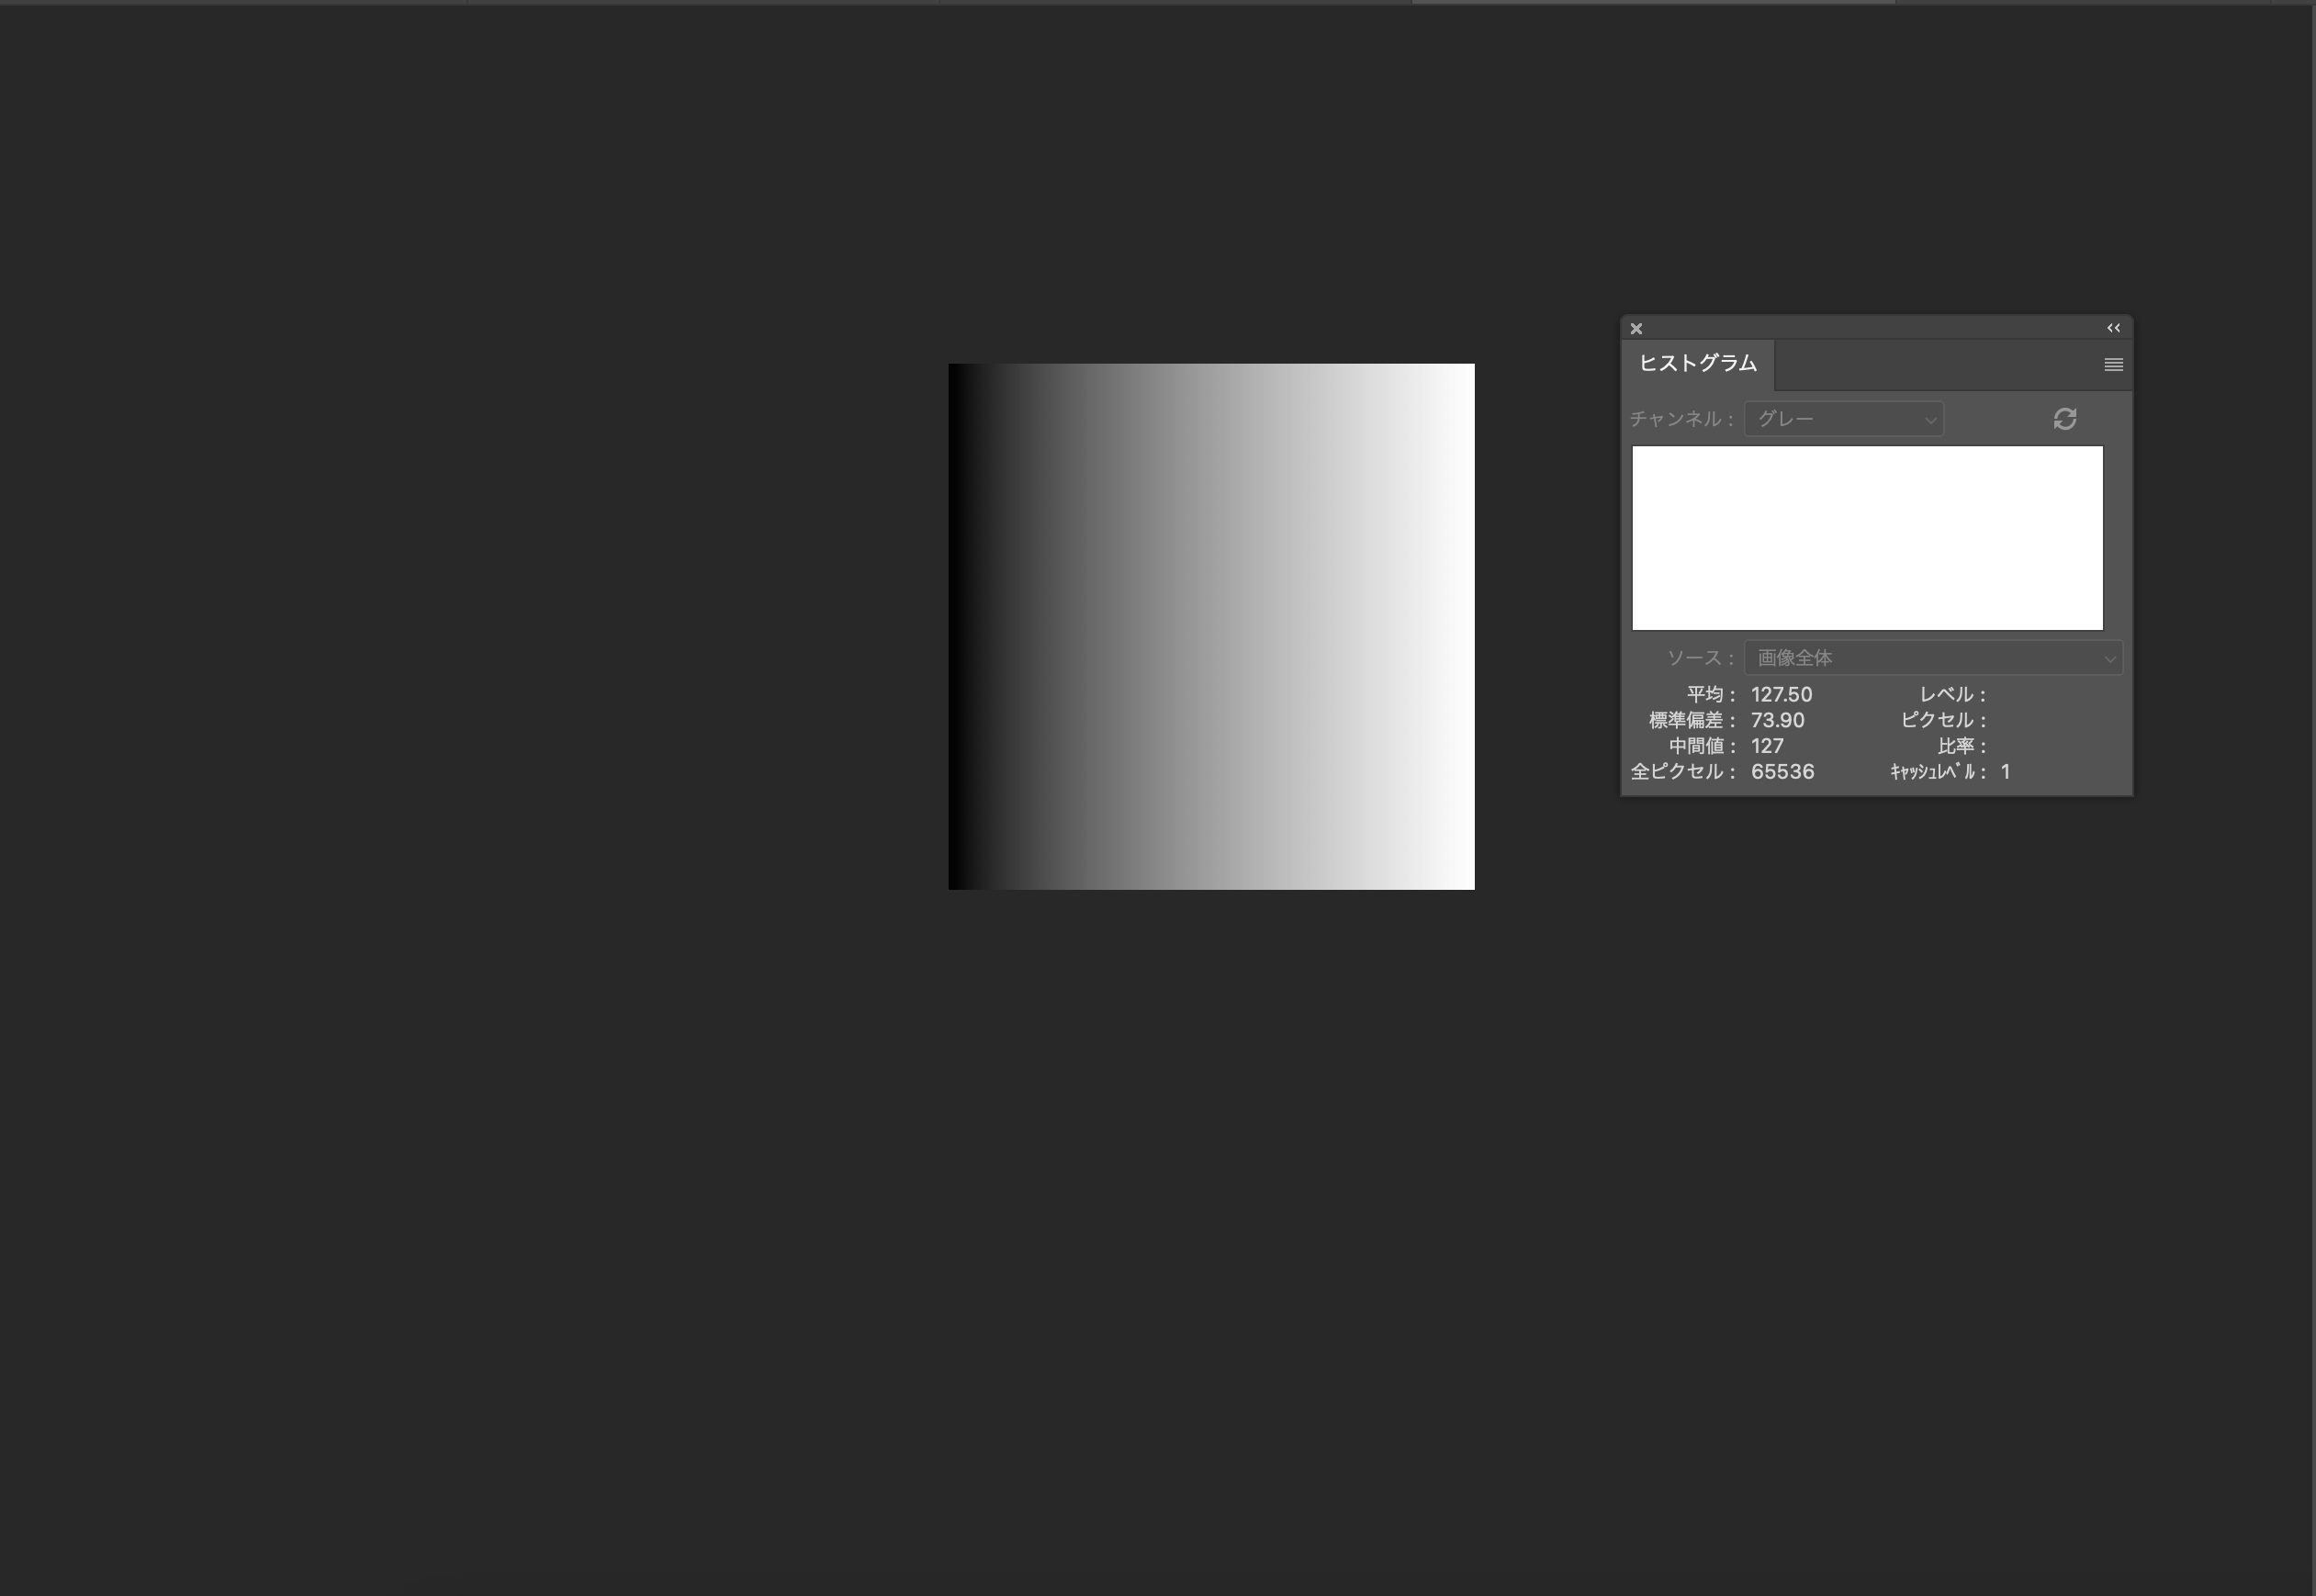 ヒストグラム
チャンネル： グレー
ソース： 画像全体
平均： 127.50 レベル：
標準偏差： 73.90 ピクセル：
中間値： 127 比率：
全ピクセル： 65536 ｷｬｯｼｭﾚﾍﾞﾙ： 1